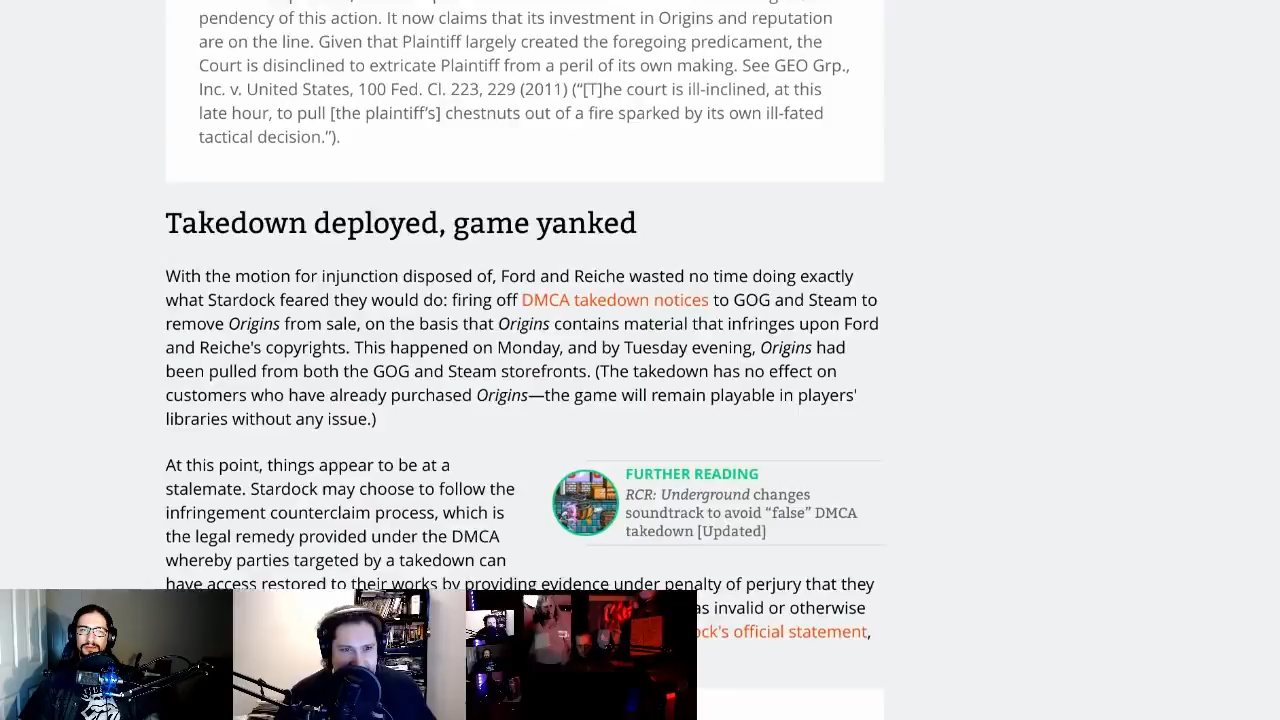 pendency of this action. It now claims that its investment in Origins and reputation
are on the line. Given that Plaintiff largely created the foregoing predicament, the
Court is disinclined to extricate Plaintiff from a peril of its own making. See GEO Grp.,
Inc. v. United States, 100 Fed. Cl. 223, 229 (2011) (“[T]he court is ill-inclined, at this
late hour, to pull [the plaintiff’s] chestnuts out of a fire sparked by its own ill-fated
tactical decision.”).
Takedown deployed, game yanked
With the motion for injunction disposed of, Ford and Reiche wasted no time doing exactly
what Stardock feared they would do: firing off DMCA takedown notices to GOG and Steam to
remove Origins from sale, on the basis that Origins contains material that infringes upon Ford
and Reiche's copyrights. This happened on Monday, and by Tuesday evening, Origins had
been pulled from both the GOG and Steam storefronts. (The takedown has no effect on
customers who have already purchased Origins—the game will remain playable in players'
libraries without any issue.)
At this point, things appear to be at a
stalemate. Stardock may choose to follow the
infringement counterclaim process, which is
the legal remedy provided under the DMCA
whereby parties targeted by a takedown can
FURTHER READING
RCR: Underground changes
soundtrack to avoid “false” DMCA
takedown [Updated]
have access restored to their works by providing evidence under penalty of perjury that they
as invalid or otherwise
ock's official statement,